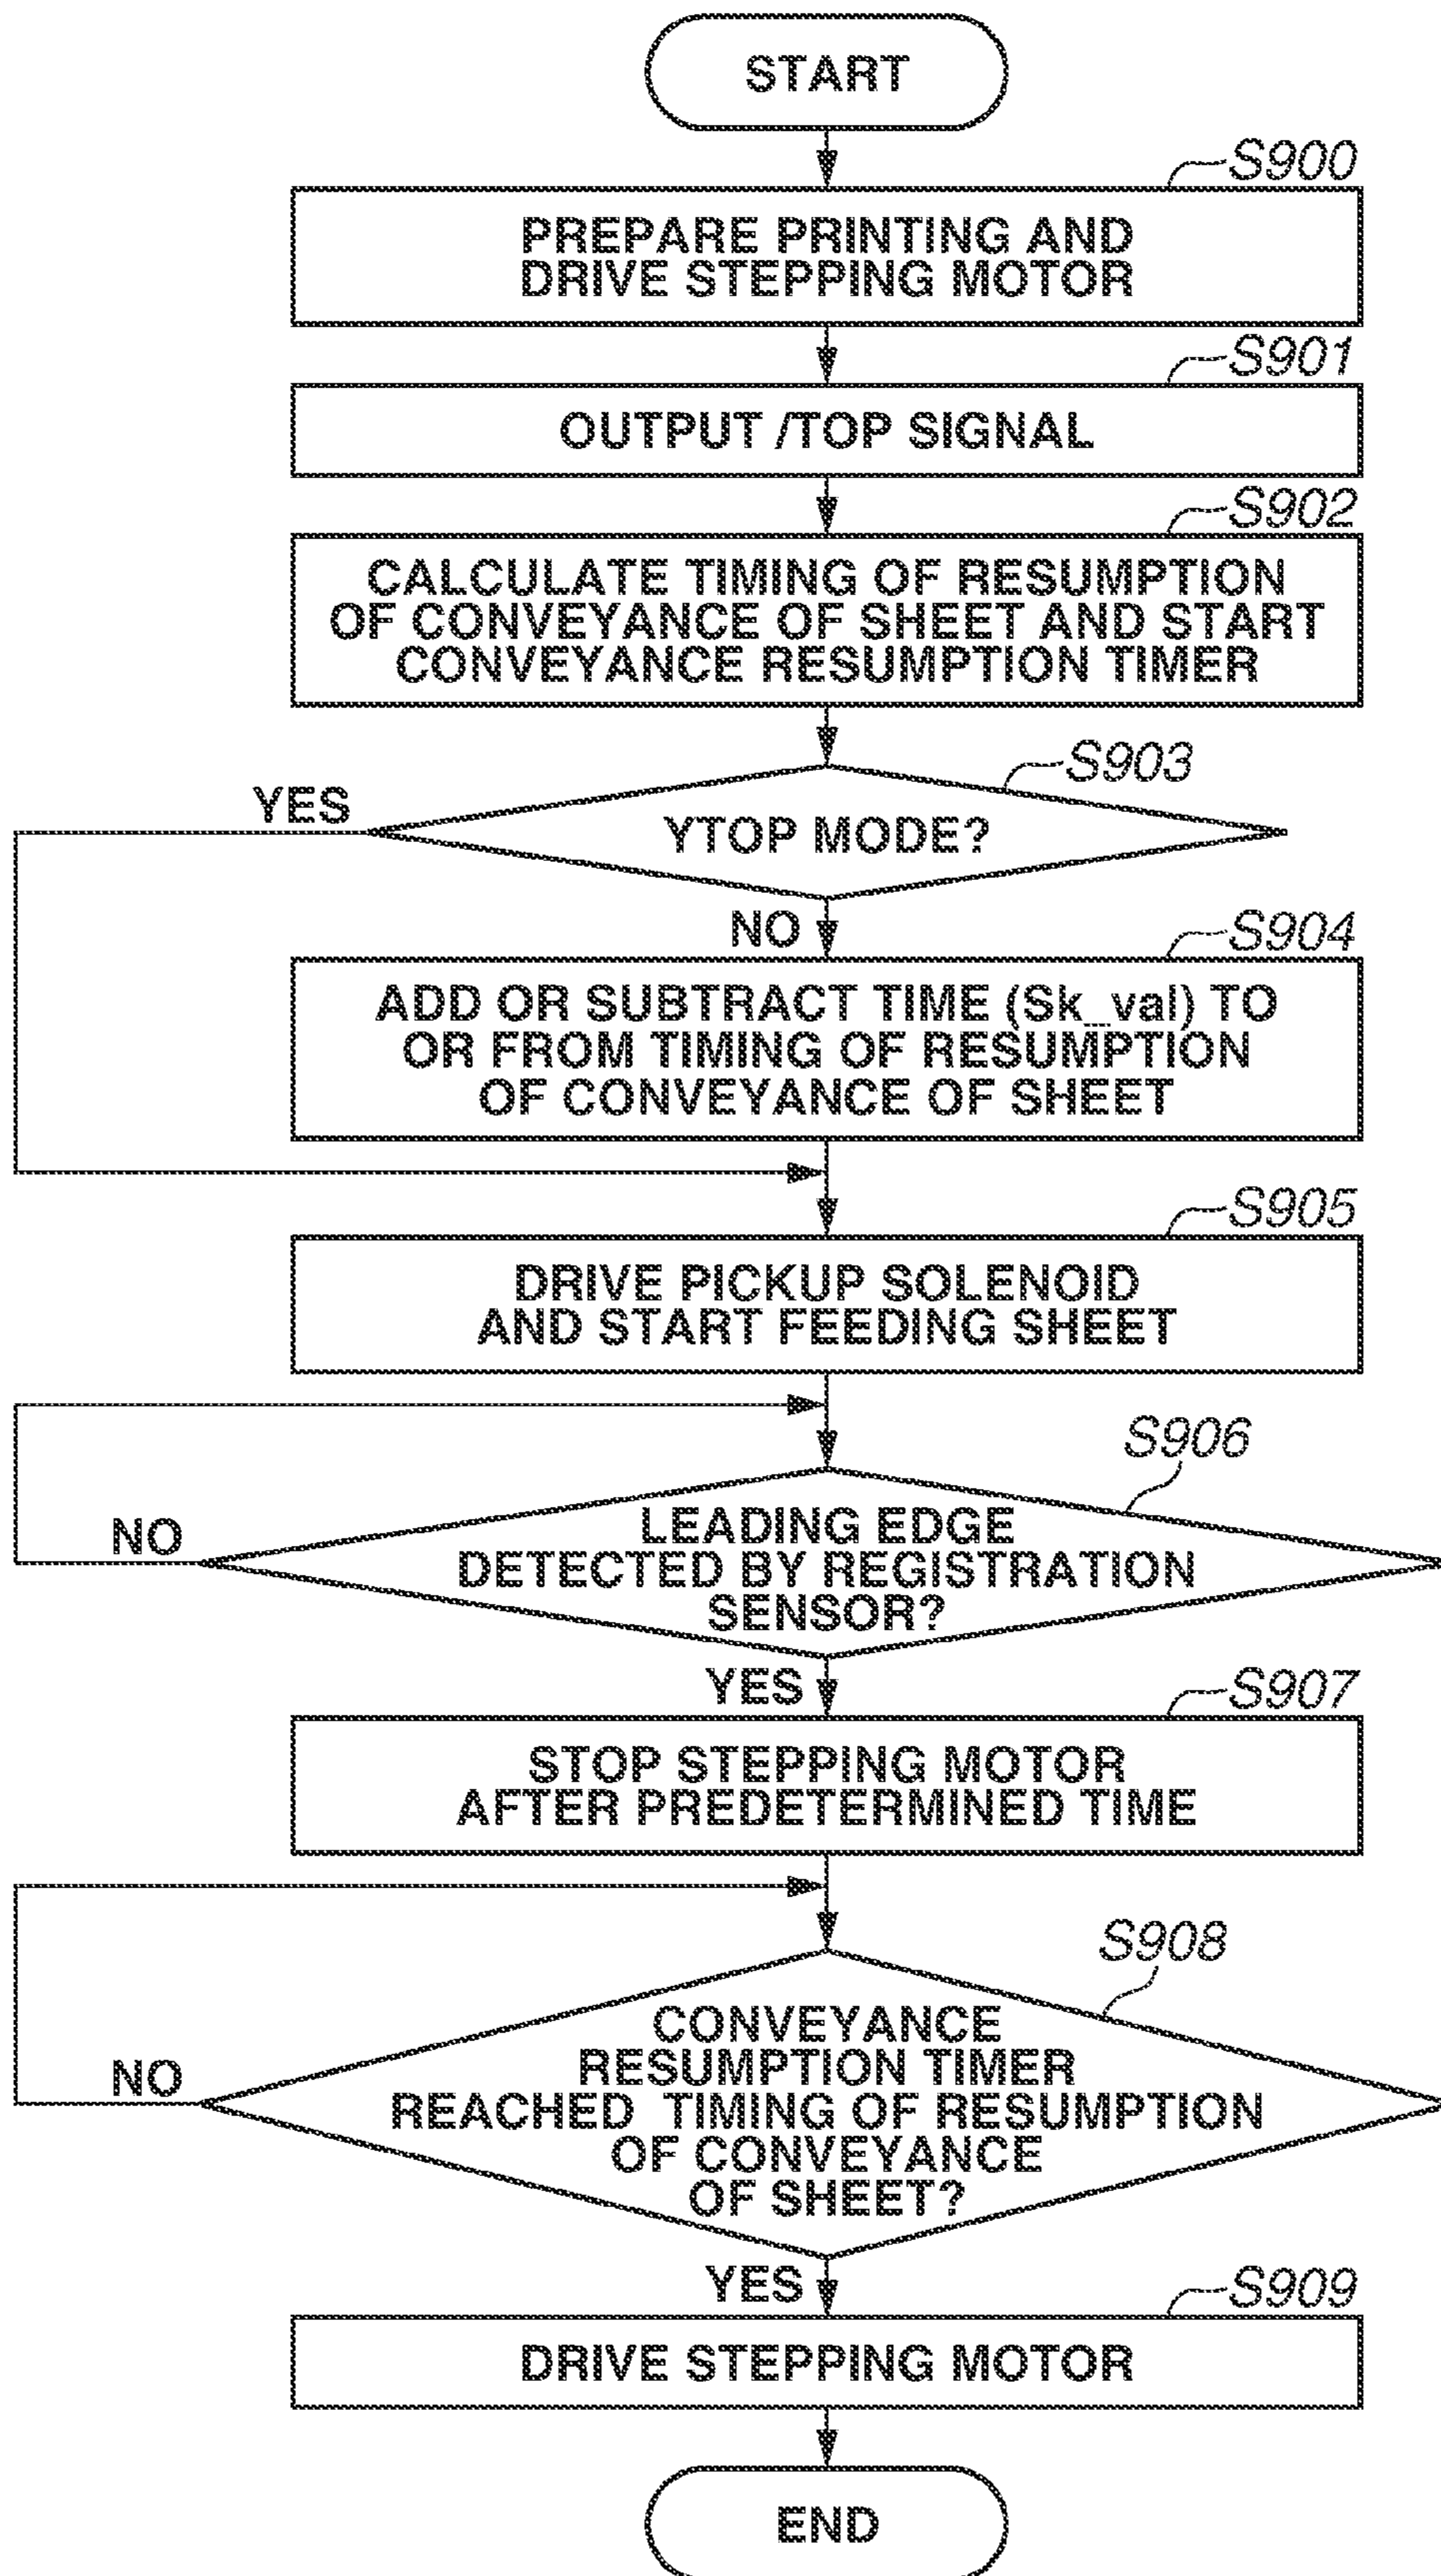 START
S900
PREPARE PRINTING AND
DRIVE STEPPING MOTOR
S901
OUTPUT /TOP SIGNAL
S902
CALCULATE TIMING OF RESUMPTION
OF CONVEYANCE OF SHEET AND START
CONVEYANCE RESUMPTION TIMER
S903
YES
YTOP MODE?
NO
S904
ADD OR SUBTRACT TIME (Sk_val) TO
OR FROM TIMING OF RESUMPTION
OF CONVEYANCE OF SHEET
S905
DRIVE PICKUP SOLENOID
AND START FEEDING SHEET
S906
NO
LEADING EDGE
DETECTED BY REGISTRATION
SENSOR?
YES
S907
STOP STEPPING MOTOR
AFTER PREDETERMINED TIME
S908
NO
CONVEYANCE
RESUMPTION TIMER
REACHED TIMING OF RESUMPTION
OF CONVEYANCE
OF SHEET?
YES
S909
DRIVE STEPPING MOTOR
END